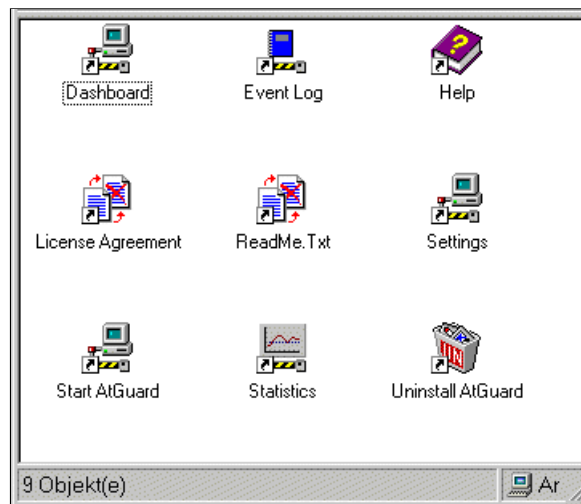 Dashboard
Event Log
Help
License Agreement
ReadMe.Txt
Settings
Start AtGuard
Statistics
Uninstall AtGuard
9 Objekt(e)
Ar